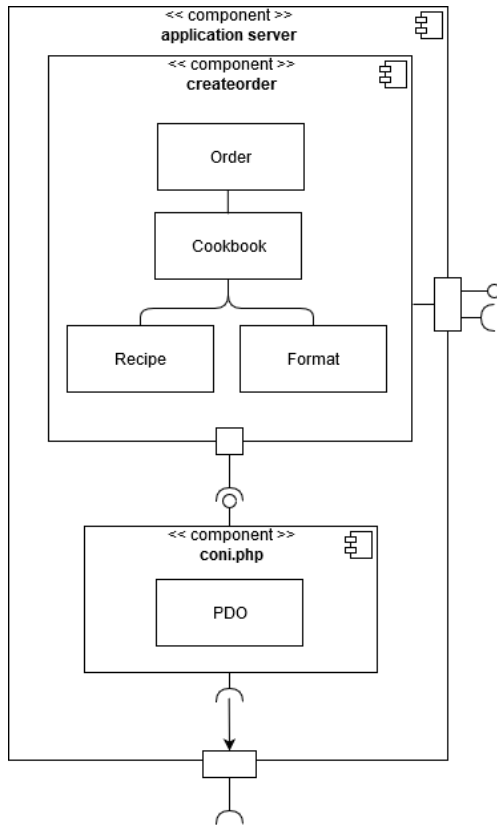 << component >>
application server
<< component >>
createorder
Order
Cookbook
Recipe
Format
<< component >>
coni.php
PDO